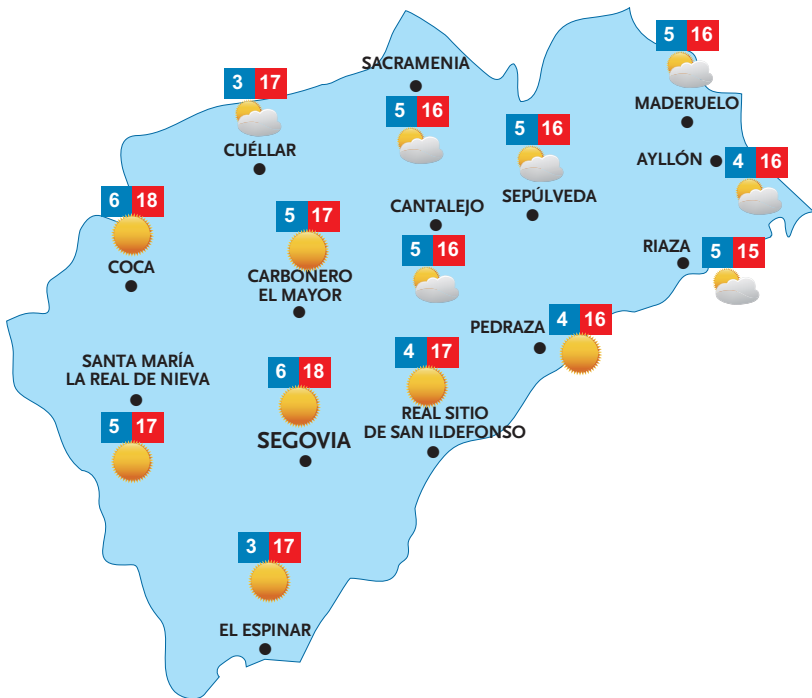 5 16
MADERUELO
SACRAMENIA
5 16
3 17
CUÉLLAR
5 16
SEPÚLVEDA
AYLLÓN
4 16
6 18
COCA
5 17
CARBONERO
EL MAYOR
CANTALEJO
5 16
RIAZA
5 15
PEDRAZA
4 16
SANTA MARÍA
LA REAL DE NIEVA
5 17
6 18
SEGOVIA
4 17
REAL SITIO
DE SAN ILDEFONSO
3 17
EL ESPINAR